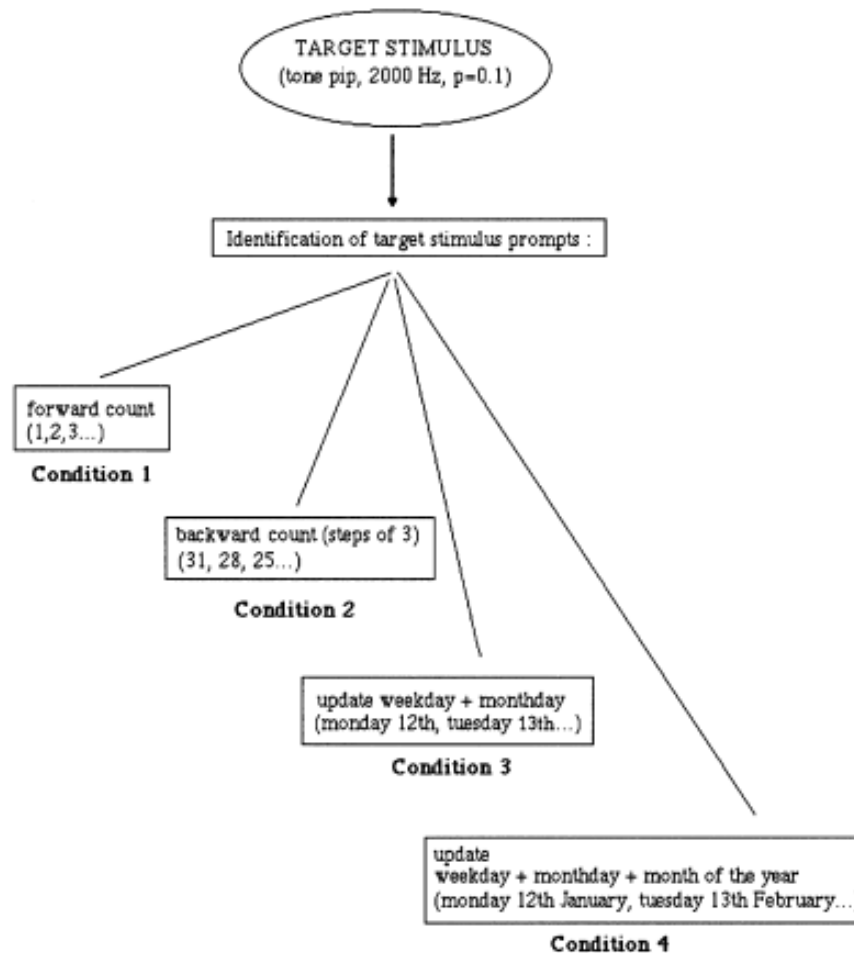 TARGET STIMULUS
(tone pip, 2000 Hz, p=0.1)
Identification of target stimulus prompts :
forward count
(1,2,3...)
Condition 1
backward count (steps of 3)
(31, 28, 25...)
Condition 2
update weekday + monthday
(monday 12th, tuesday 13th...)
Condition 3
update
weekday + monthday + month of the year
(monday 12th January, tuesday 13th February...)
Condition 4